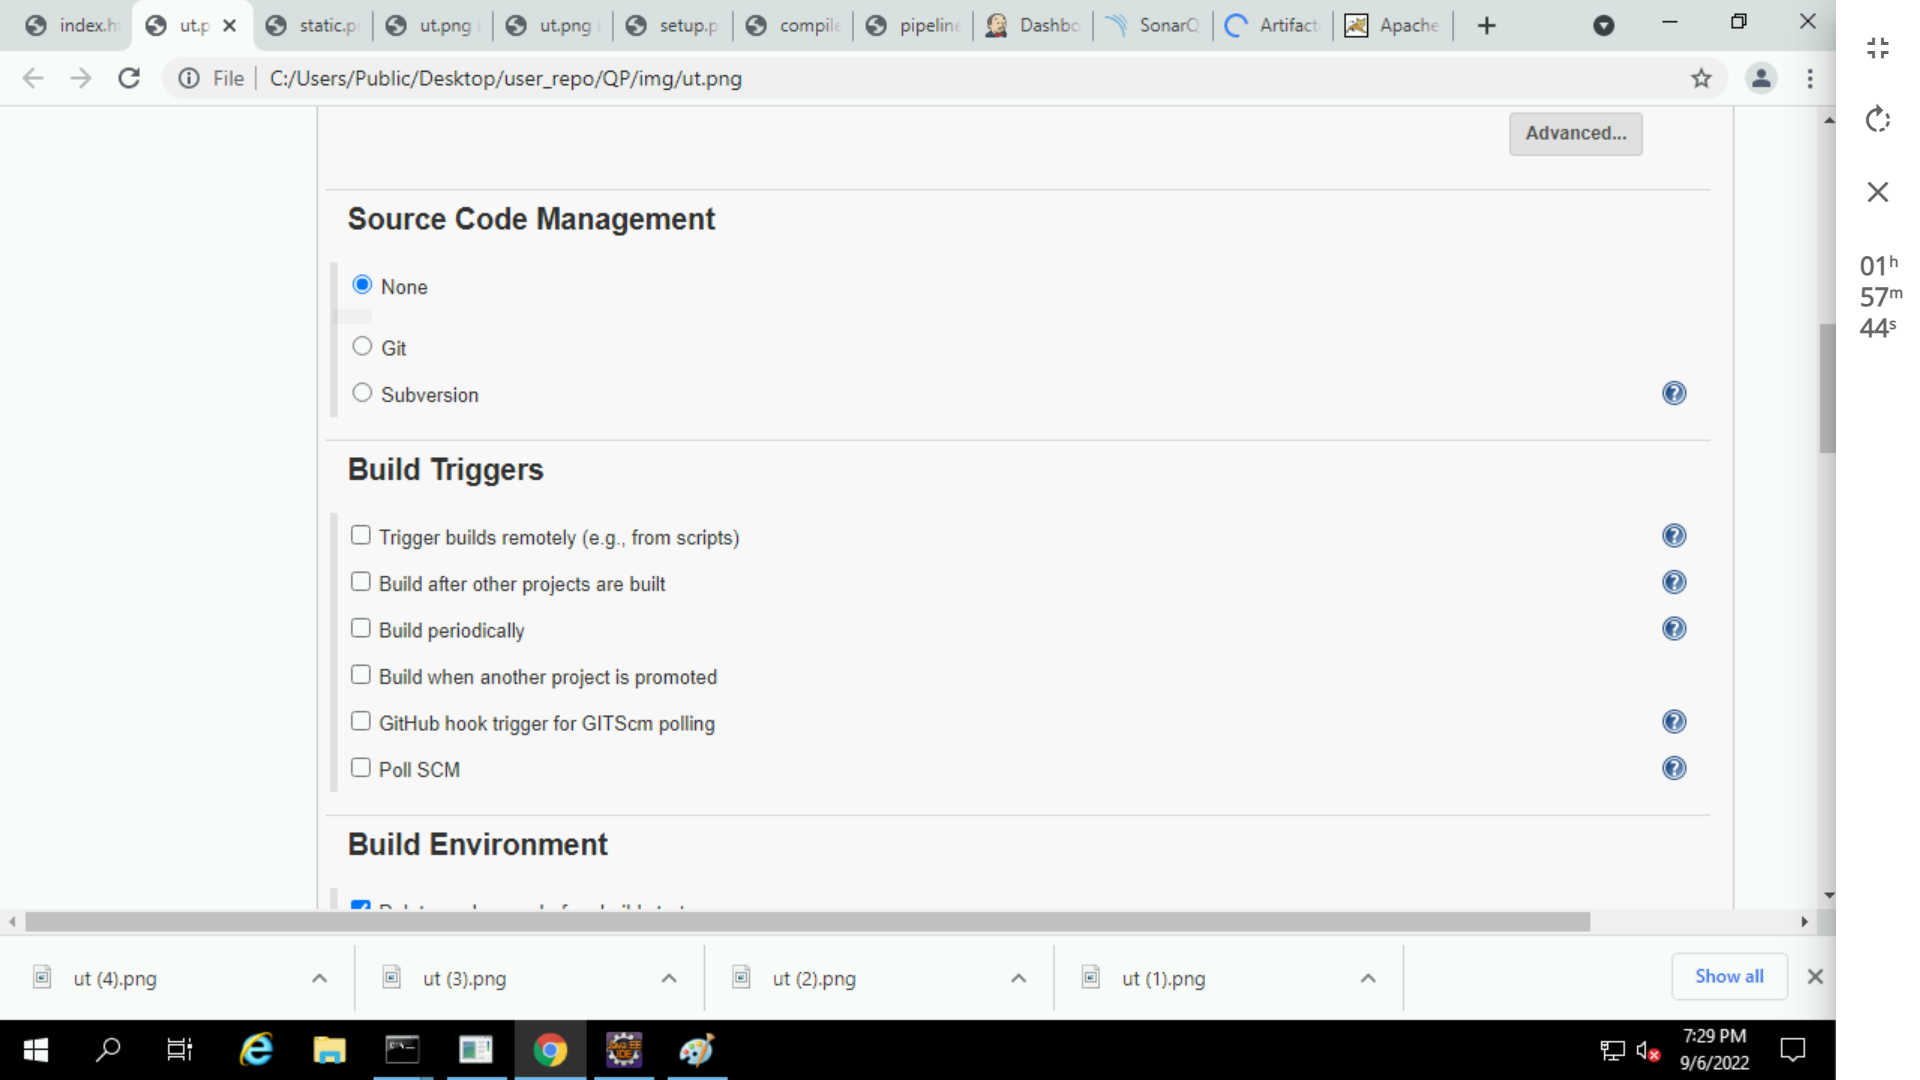 index.h
ut.p
static.p
ut.png
ut.png
setup.p
compile
pipeline
Dashbo
SonarQ
Artifact
Apache
File
C:/Users/Public/Desktop/user_repo/QP/img/ut.png
Advanced...
Source Code Management
None
Git
Subversion
Build Triggers
Trigger builds remotely (e.g., from scripts)
Build after other projects are built
Build periodically
Build when another project is promoted
GitHub hook trigger for GITScm polling
Poll SCM
Build Environment
01h
57m
44s
ut (4).png
ut (3).png
ut (2).png
ut (1).png
Show all
7:29 PM
9/6/2022